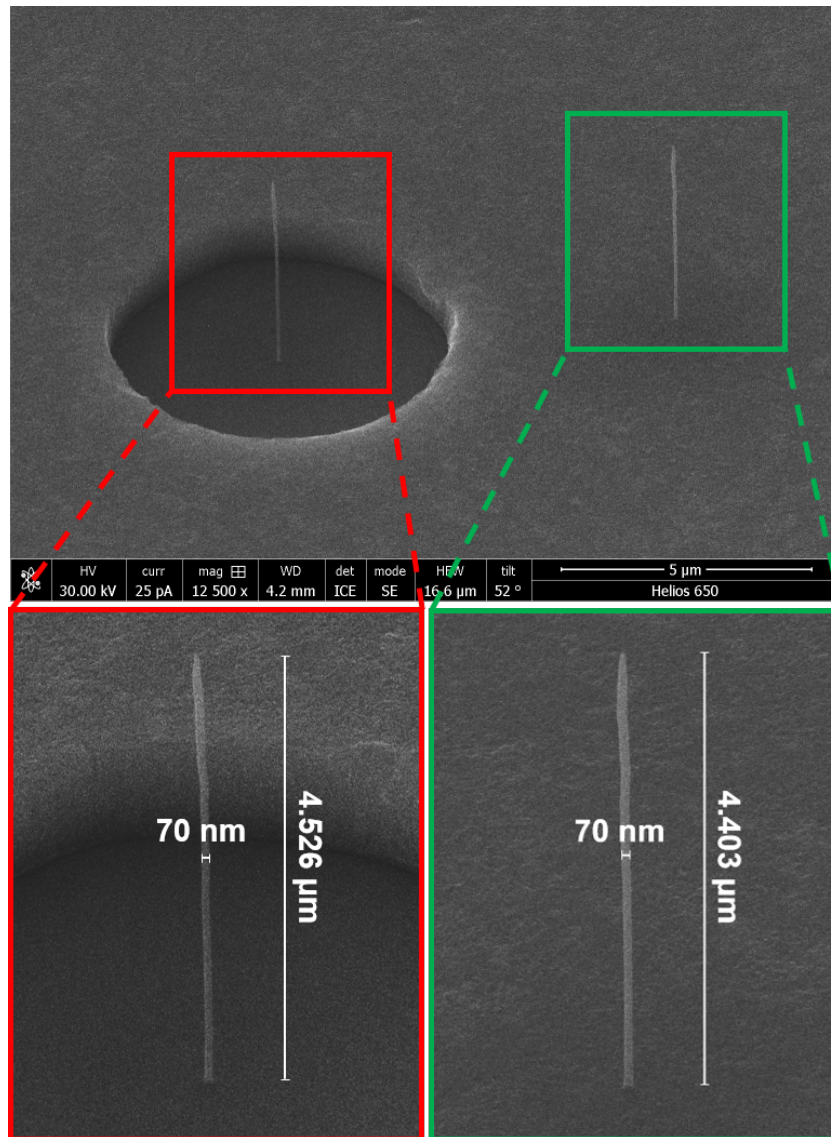 HV curr mag WD det mode HFW tilt 5 µm
30.00 kV 25 pA 12 500 x 4.2 mm ICE SE 16.6 µm 52 ° Helios 650
70 nm
4.526 µm
70 nm
4.403 µm